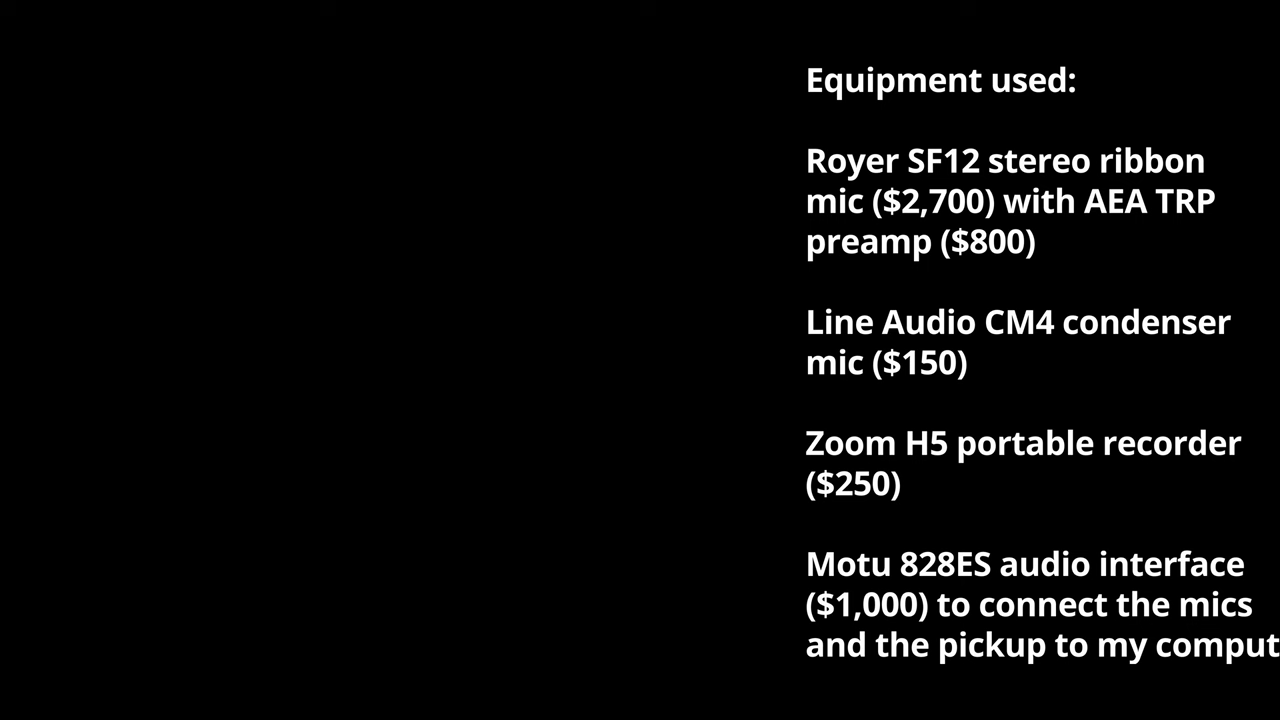 Equipment used:
Royer SF12 stereo ribbon
mic ($2,700) with AEA TRP
preamp ($800)
Line Audio CM4 condenser
mic ($150)
Zoom H5 portable recorder
($250)
Motu 828ES audio interface
($1,000) to connect the mics
and the pickup to my comput